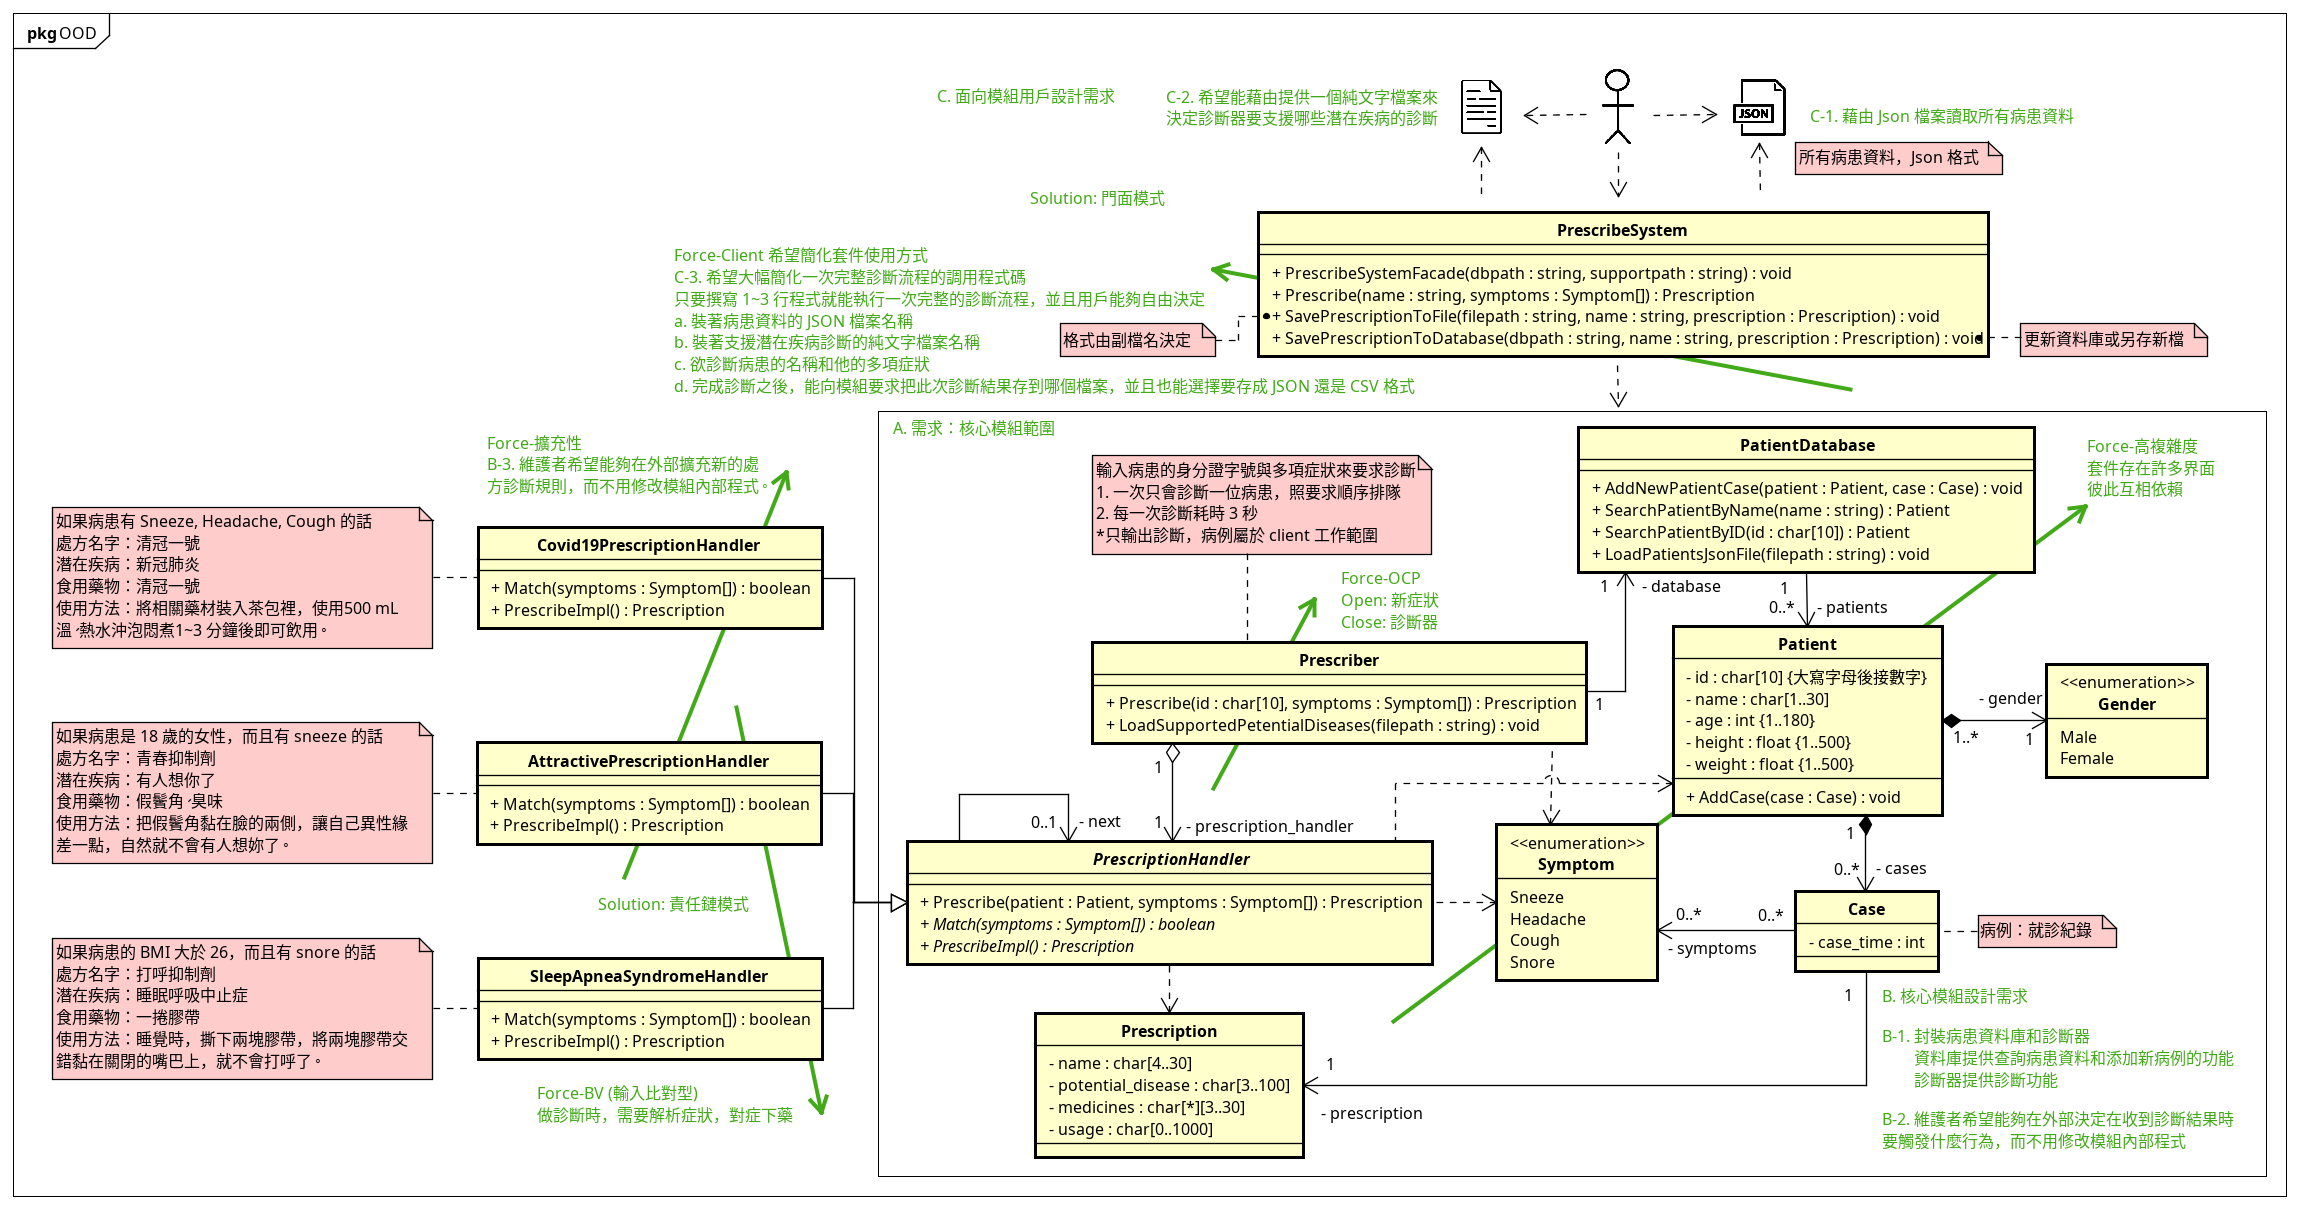 pkg OOD
C. 面向模組用戶設計需求
C-2. 希望能藉由提供一個純文字檔案來
決定診斷器要支援哪些潛在疾病的診斷
JSON
C-1. 藉由 Json 檔案讀取所有病患資料
所有病患資料，Json 格式
Solution: 門面模式
PrescribeSystem
+ PrescribeSystemFacade(dbpath : string, supportpath : string) : void
+ Prescribe(name : string, symptoms : Symptom[]) : Prescription
+ SavePrescriptionToFile(filepath : string, name : string, prescription : Prescription) : void
+ SavePrescriptionToDatabase(dbpath : string, name : string, prescription : Prescription) : void
Force-Client 希望簡化套件使用方式
C-3. 希望大幅簡化一次完整診斷流程的調用程式碼
只要撰寫 1~3 行程式就能執行一次完整的診斷流程，並且用戶能夠自由決定
a. 裝著病患資料的 JSON 檔案名稱
b. 裝著支援潛在疾病診斷的純文字檔案名稱
c. 欲診斷病患的名稱和他的多項症狀
d. 完成診斷之後，能向模組要求把此次診斷結果存到哪個檔案，並且也能選擇要存成 JSON 還是 CSV 格式
格式由副檔名決定
更新資料庫或另存新檔
A. 需求：核心模組範圍
Force-擴充性
B-3. 維護者希望能夠在外部擴充新的處
方診斷規則，而不用修改模組內部程式。
輸入病患的身分證字號與多項症狀來要求診斷
1. 一次只會診斷一位病患，照要求順序排隊
2. 每一次診斷耗時 3 秒
*只輸出診斷，病例屬於 client 工作範圍
PatientDatabase
+ AddNewPatientCase(patient : Patient, case : Case) : void
+ SearchPatientByName(name : string) : Patient
+ SearchPatientByID(id : char[10]) : Patient
+ LoadPatientsJsonFile(filepath : string) : void
Force-高複雜度
套件存在許多界面
彼此互相依賴
如果病患有 Sneeze, Headache, Cough 的話
處方名字：清冠一號
潛在疾病：新冠肺炎
食用藥物：清冠一號
使用方法：將相關藥材裝入茶包裡，使用500 mL
溫、熱水沖泡悶煮1~3 分鐘後即可飲用。
Covid19PrescriptionHandler
+ Match(symptoms : Symptom[]) : boolean
+ PrescribeImpl() : Prescription
Force-OCP
Open: 新症狀
Close: 診斷器
1
- database
1
0..*
- patients
Prescriber
+ Prescribe(id : char[10], symptoms : Symptom[]) : Prescription
+ LoadSupportedPetentialDiseases(filepath : string) : void
1
Patient
- id : char[10] {大寫字母後接數字}
- name : char[1..30]
- age : int {1..180}
- height : float {1..500}
- weight : float {1..500}
+ AddCase(case : Case) : void
- gender
1..*
1
<<enumeration>>
Gender
Male
Female
如果病患是 18 歲的女性，而且有 sneeze 的話
處方名字：青春抑制劑
潛在疾病：有人想你了
食用藥物：假鬢角、臭味
使用方法：把假鬢角黏在臉的兩側，讓自己異性緣
差一點，自然就不會有人想妳了。
AttractivePrescriptionHandler
+ Match(symptoms : Symptom[]) : boolean
+ PrescribeImpl() : Prescription
1
1
- prescription_handler
0..1
- next
PrescriptionHandler
+ Prescribe(patient : Patient, symptoms : Symptom[]) : Prescription
+ Match(symptoms : Symptom[]) : boolean
+ PrescribeImpl() : Prescription
<<enumeration>>
Symptom
Sneeze
Headache
Cough
Snore
1
0..*
- cases
Case
- case_time : int
0..*
0..*
- symptoms
病例：就診紀錄
Solution: 責任鏈模式
如果病患的 BMI 大於 26，而且有 snore 的話
處方名字：打呼抑制劑
潛在疾病：睡眠呼吸中止症
食用藥物：一捲膠帶
使用方法：睡覺時，撕下兩塊膠帶，將兩塊膠帶交
錯黏在關閉的嘴巴上，就不會打呼了。
SleepApneaSyndromeHandler
+ Match(symptoms : Symptom[]) : boolean
+ PrescribeImpl() : Prescription
Force-BV (輸入比對型)
做診斷時，需要解析症狀，對症下藥
Prescription
- name : char[4..30]
- potential_disease : char[3..100]
- medicines : char[*][3..30]
- usage : char[0..1000]
1
- prescription
1
B. 核心模組設計需求
B-1. 封裝病患資料庫和診斷器
資料庫提供查詢病患資料和添加新病例的功能
診斷器提供診斷功能
B-2. 維護者希望能夠在外部決定在收到診斷結果時
要觸發什麼行為，而不用修改模組內部程式